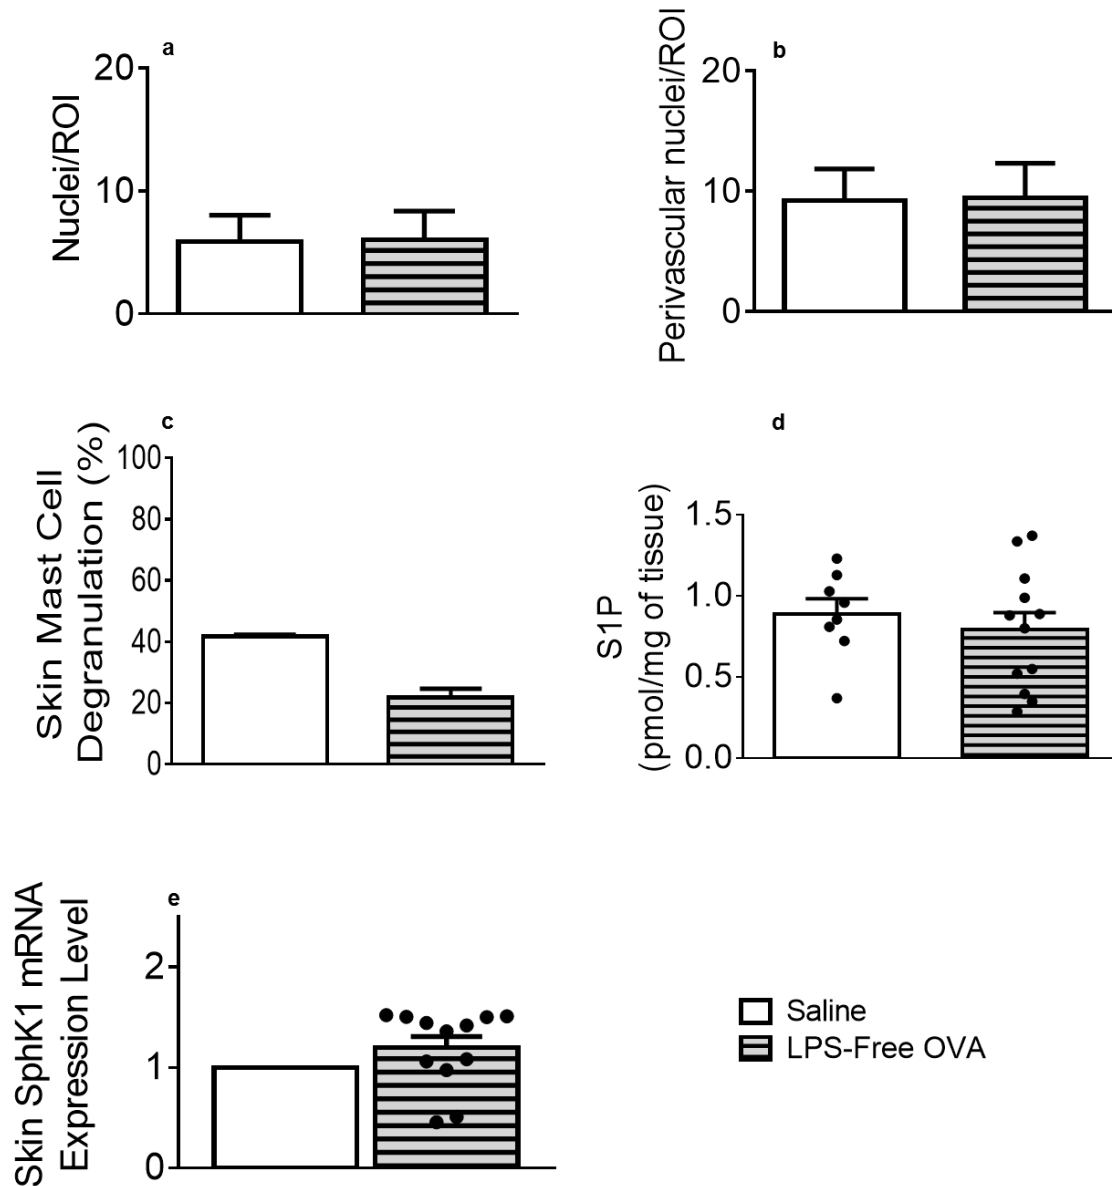 a
Nuclei/ROI
20
10
0
b
Perivascular nuclei/ROI
20
10
0
c
Skin Mast Cell
Degranulation (%)
100
80
60
40
20
0
d
S1P
(pmol/mg of tissue)
1.5
1.0
0.5
0.0
e
Skin SphK1 mRNA
Expression Level
2
1
0
Saline
LPS-Free OVA